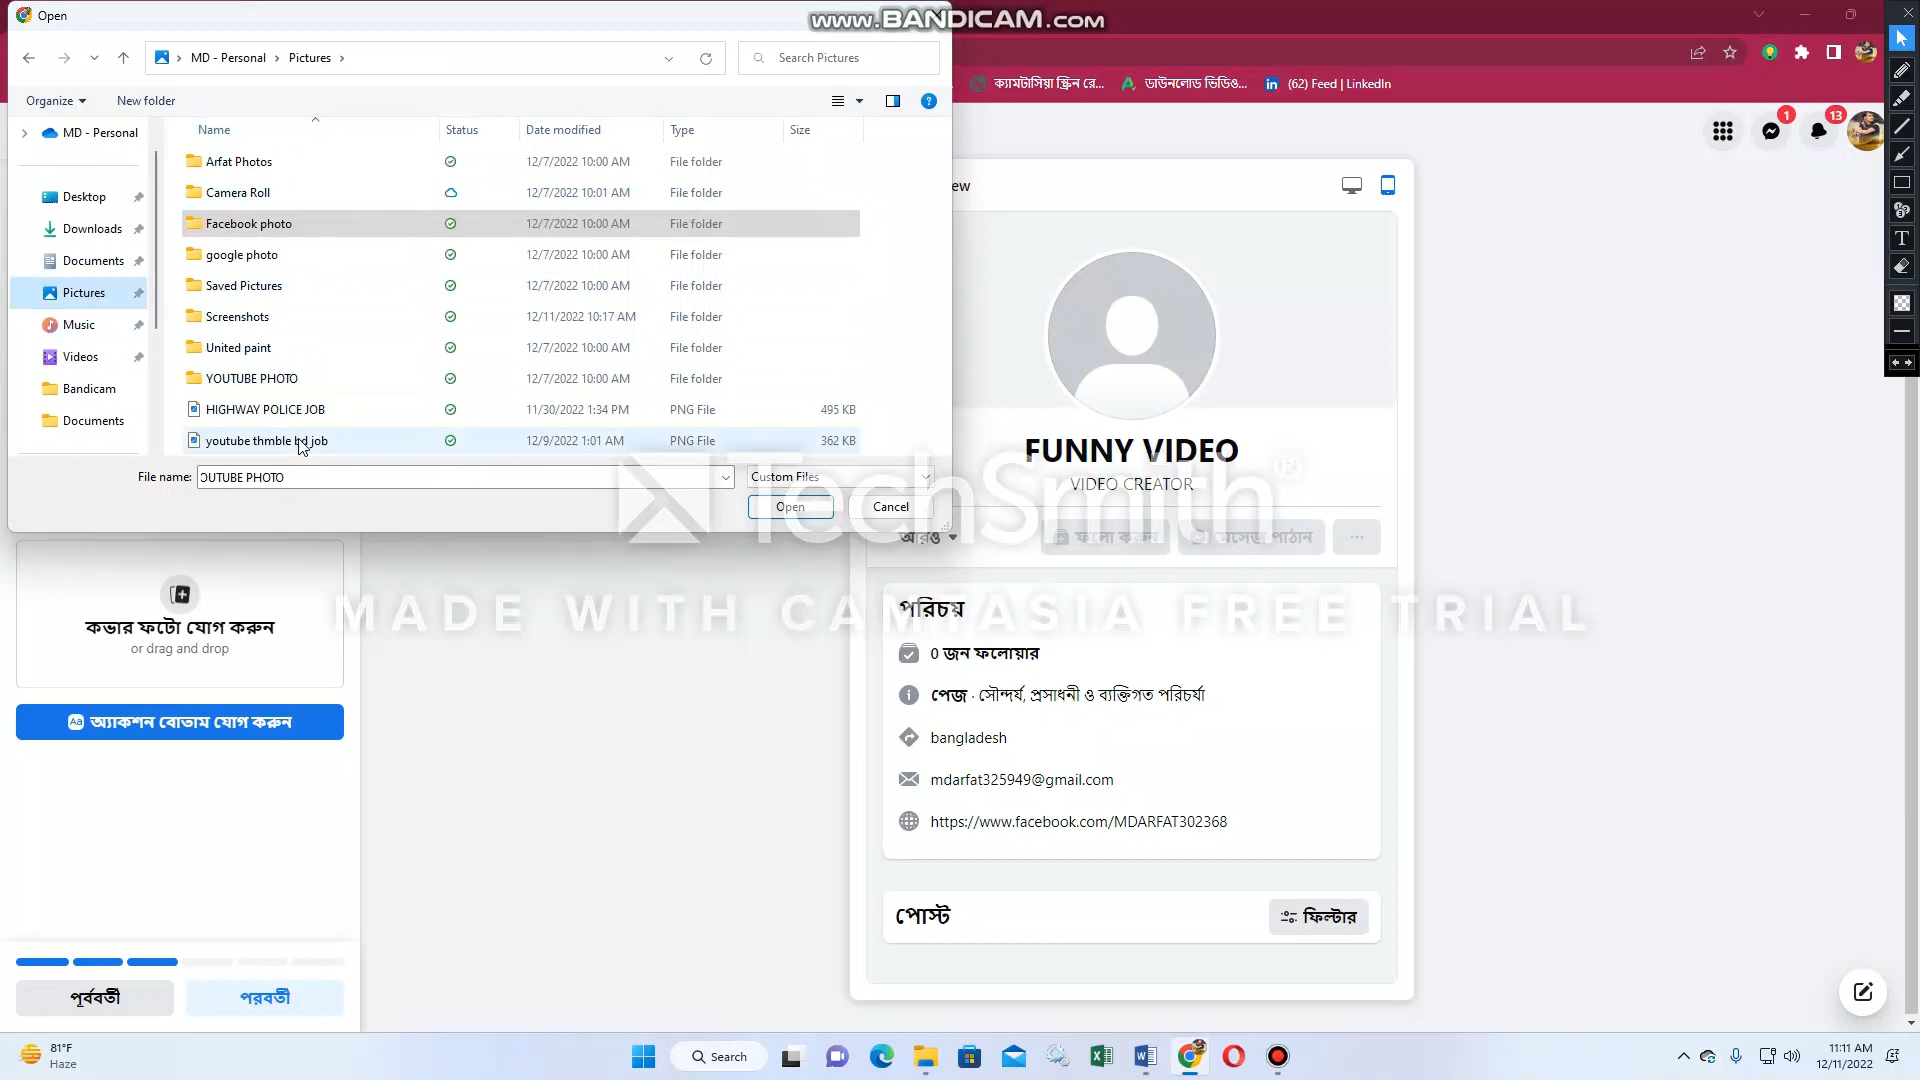 Open
www.BANDICAM.com
MD - Personal
Pictures
Search Pictures
ক্যামটাসিয়া স্ক্রিন রে...
ডাউনলোড ভিডিও...
(62) Feed | LinkedIn
Organize
New folder
1
13
MD - Personal
Name
Status
Date modified
Type
Size
Arfat Photos
12/7/2022 10:00 AM
File folder
Camera Roll
12/7/2022 10:01 AM
File folder
ew
Desktop
Downloads
Documents
Pictures
Music
Videos
Bandicam
Documents
Facebook photo
12/7/2022 10:00 AM
File folder
google photo
12/7/2022 10:00 AM
File folder
Saved Pictures
12/7/2022 10:00 AM
File folder
Screenshots
12/11/2022 10:17 AM
File folder
United paint
12/7/2022 10:00 AM
File folder
YOUTUBE PHOTO
12/7/2022 10:00 AM
File folder
HIGHWAY POLICE JOB
11/30/2022 1:34 PM
PNG File
495 KB
youtube thmble bd job
12/9/2022 1:01 AM
PNG File
362 KB
File name:
OUTUBE PHOTO
Custom Files
Open
Cancel
TechSmith®
MADE WITH CAMTASIA FREE TRIAL
FUNNY VIDEO
VIDEO CREATOR
আরও
ফলো করুন
মেসেজ পাঠান
কভার ফটো যোগ করুন
or drag and drop
Aa অ্যাকশন বোতাম যোগ করুন
পরিচয়
0 জন ফলোয়ার
পেজ · সৌন্দর্য, প্রসাধনী ও ব্যক্তিগত পরিচর্যা
bangladesh
mdarfat325949@gmail.com
https://www.facebook.com/MDARFAT302368
পোস্ট
ফিল্টার
পূর্ববর্তী
পরবর্তী
81°F
Haze
Search
11:11 AM
12/11/2022